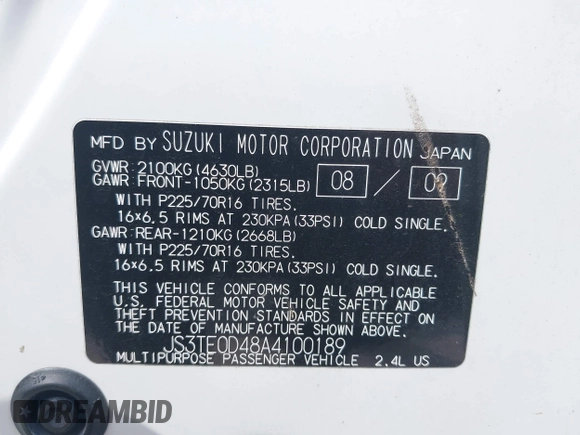 MFD BY SUZUKI MOTOR CORPORATION JAPAN
GVWR: 2100KG (4630LB)
GAWR: FRONT-1050KG (2315LB) 08 / 09
WITH P225/70R16 TIRES.
16×6.5 RIMS AT 230KPA (33PSI) COLD SINGLE.
GAWR: REAR-1210KG (2668LB)
WITH P225/70R16 TIRES.
16×6.5 RIMS AT 230KPA (33PSI) COLD SINGLE.
THIS VEHICLE CONFORMS TO ALL APPLICABLE
U.S. FEDERAL MOTOR VEHICLE SAFETY AND
THEFT PREVENTION STANDARDS IN EFFECT ON
THE DATE OF MANUFACTURE SHOWN ABOVE.
JS3TE0D48A4100189
MULTIPURPOSE PASSENGER VEHICLE 2.4L US
DREAMBID